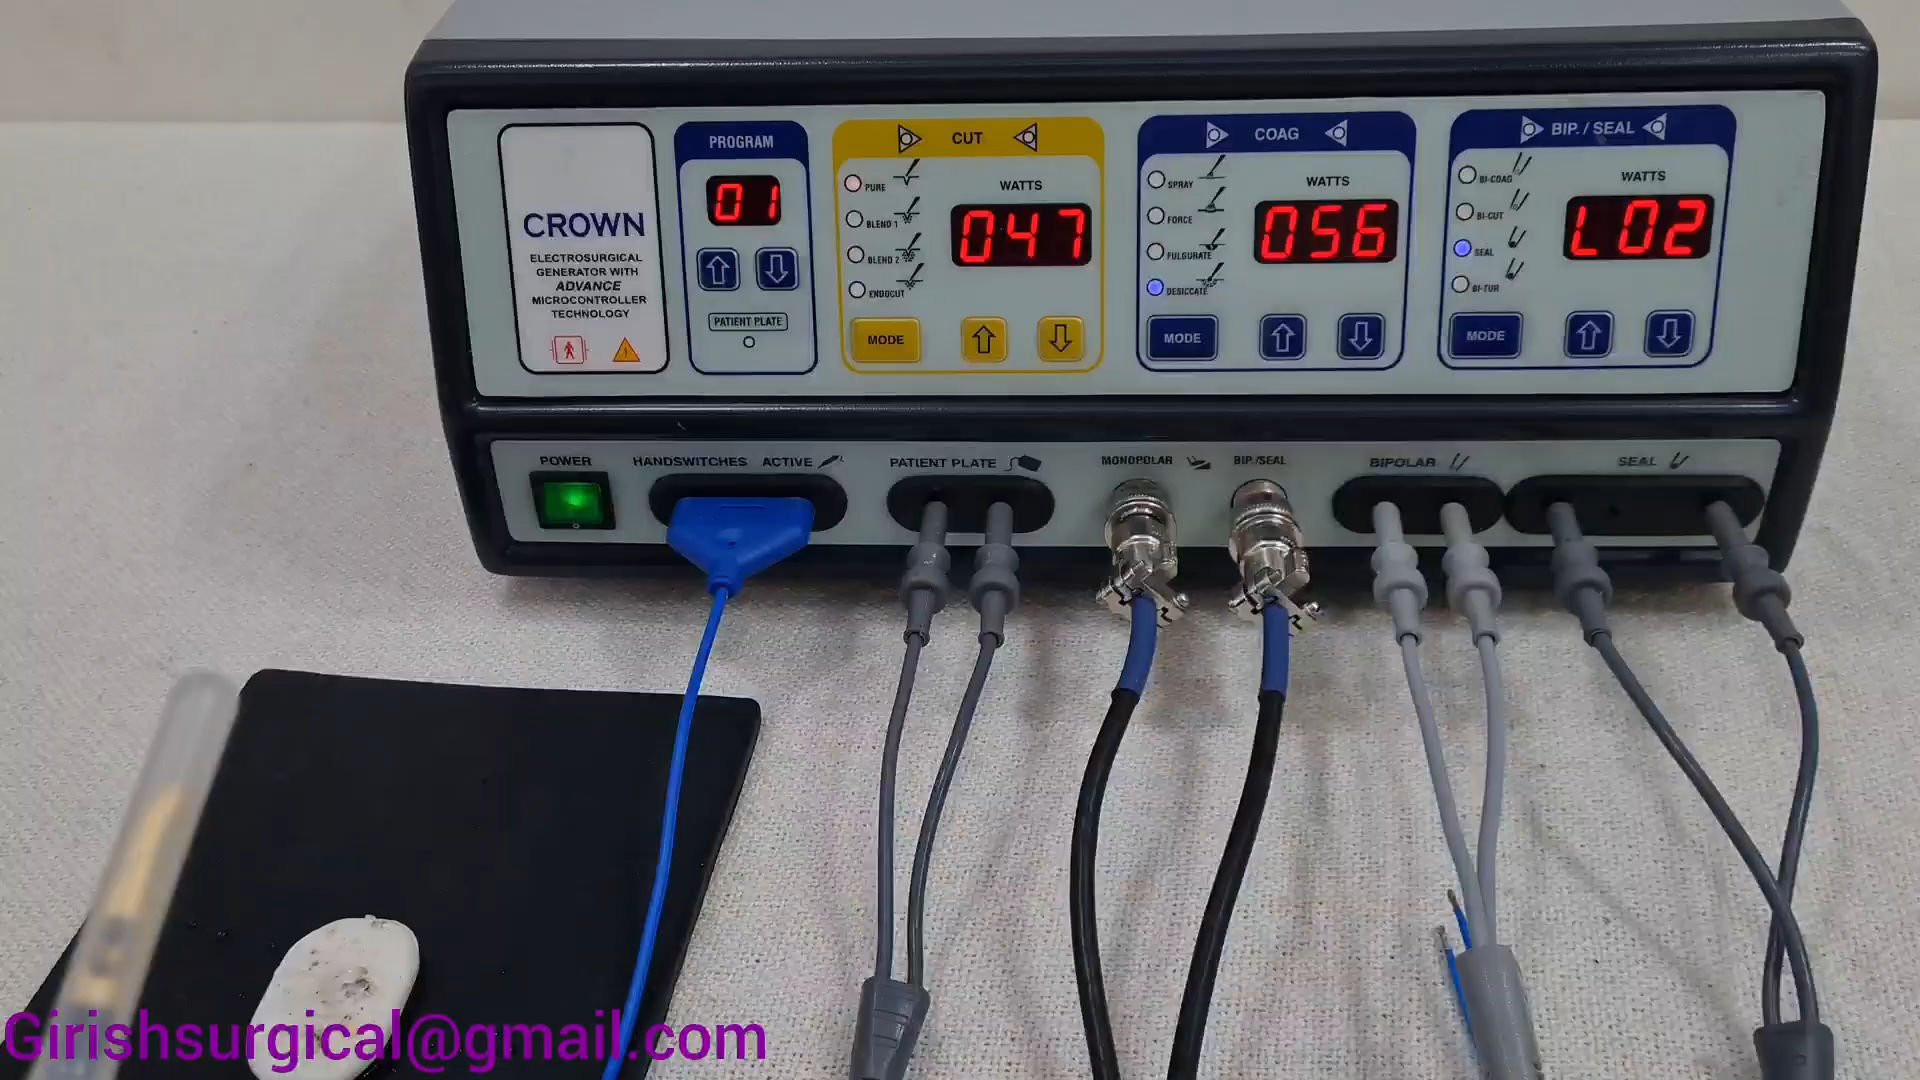 CROWN
ELECTROSURGICAL
GENERATOR WITH
ADVANCE
MICROCONTROLLER
TECHNOLOGY
PROGRAM
01
PATIENT PLATE
CUT
WATTS
PURE
047
BLEND 1
BLEND 2
ENDOCUT
MODE
COAG
WATTS
SPRAY
056
FORCE
FULGURATE
DESICCATE
MODE
BIP. / SEAL
WATTS
BI-COAG
L02
BI-CUT
SEAL
BI-TUR
MODE
POWER
HANDSWITCHES ACTIVE
PATIENT PLATE
MONOPOLAR
BIP./SEAL
BIPOLAR
SEAL
Girishsurgical@gmail.com